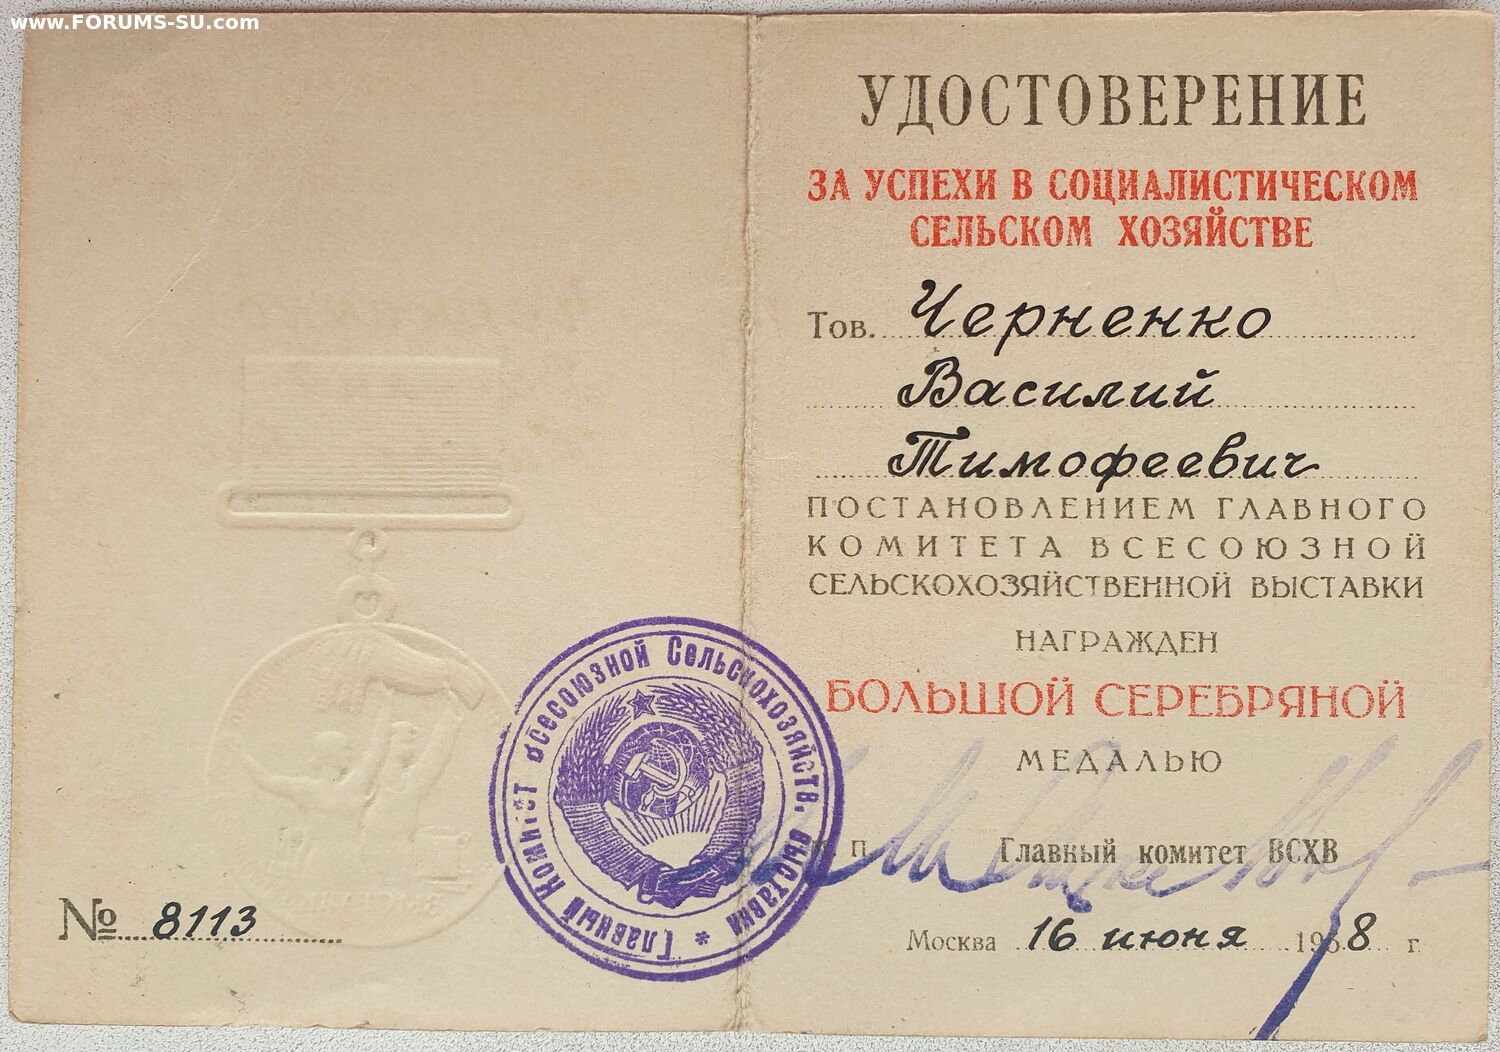 www.FORUMS-SU.com
№ 8113
Главный Комитет Всесоюзной Сельскохозяйств. выставки *
УДОСТОВЕРЕНИЕ
ЗА УСПЕХИ В СОЦИАЛИСТИЧЕСКОМ
СЕЛЬСКОМ ХОЗЯЙСТВЕ
Тов. Черненко
Василий
Тимофеевич
ПОСТАНОВЛЕНИЕМ ГЛАВНОГО
КОМИТЕТА ВСЕСОЮЗНОЙ
СЕЛЬСКОХОЗЯЙСТВЕННОЙ ВЫСТАВКИ
НАГРАЖДЕН
БОЛЬШОЙ СЕРЕБРЯНОЙ
МЕДАЛЬЮ
М П Главный комитет ВСХВ
Москва 16 июня 1958 г.